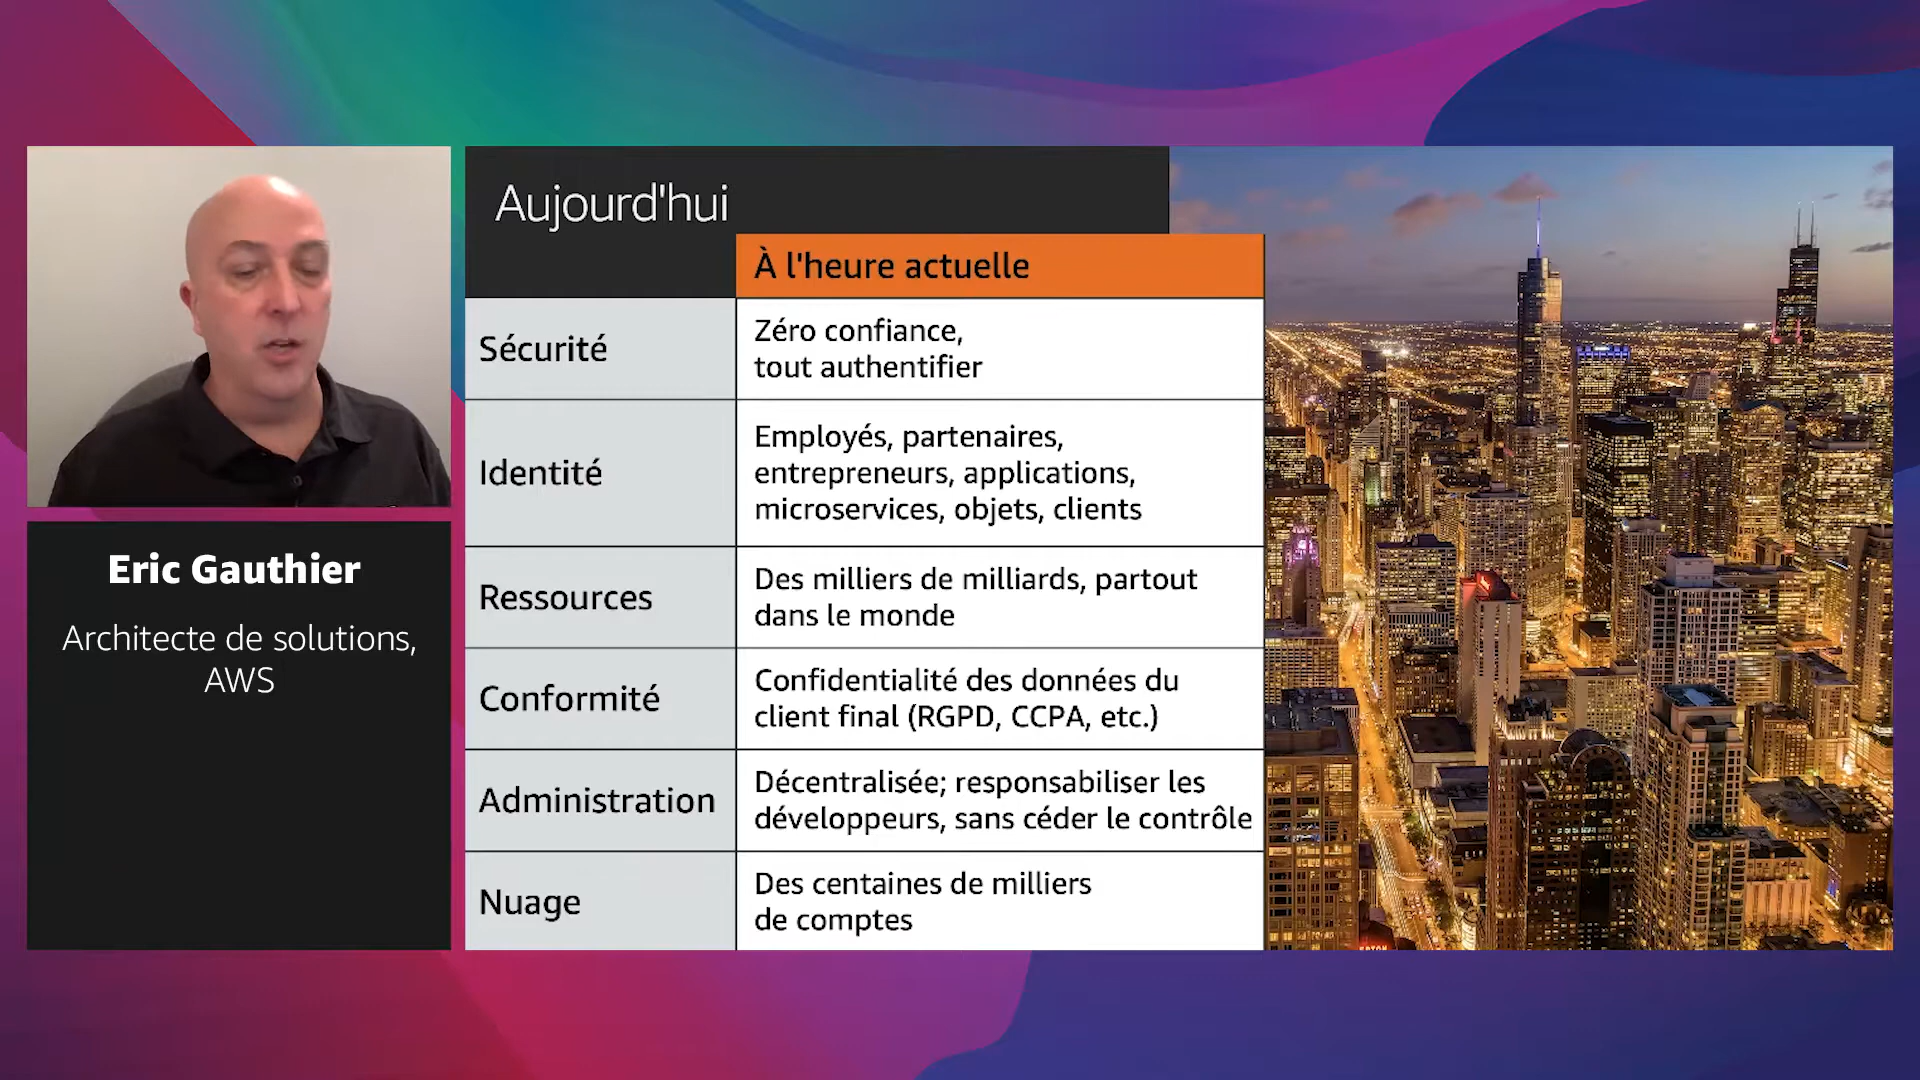 Eric Gauthier
Architecte de solutions,
AWS
Aujourd'hui
À l'heure actuelle
Sécurité
Zéro confiance,
tout authentifier
Identité
Employés, partenaires,
entrepreneurs, applications,
microservices, objets, clients
Ressources
Des milliers de milliards, partout
dans le monde
Conformité
Confidentialité des données du
client final (RGPD, CCPA, etc.)
Administration
Décentralisée; responsabiliser les
développeurs, sans céder le contrôle
Nuage
Des centaines de milliers
de comptes